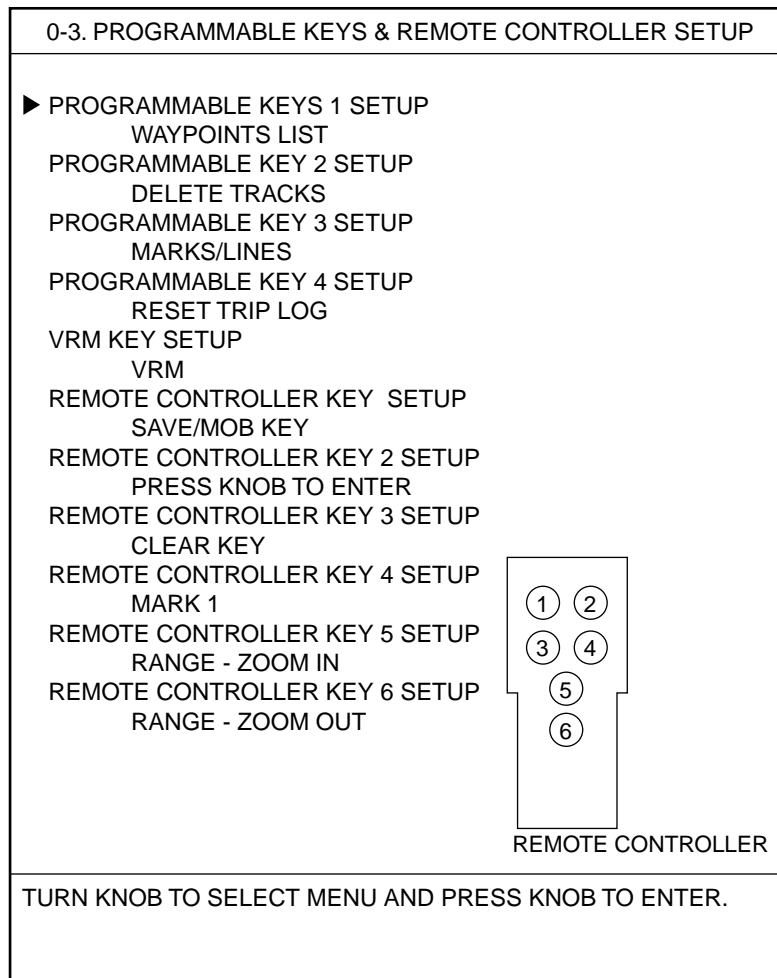 0-3. PROGRAMMABLE KEYS & REMOTE CONTROLLER SETUP
▶ PROGRAMMABLE KEYS 1 SETUP
WAYPOINTS LIST
PROGRAMMABLE KEY 2 SETUP
DELETE TRACKS
PROGRAMMABLE KEY 3 SETUP
MARKS/LINES
PROGRAMMABLE KEY 4 SETUP
RESET TRIP LOG
VRM KEY SETUP
VRM
REMOTE CONTROLLER KEY  SETUP
SAVE/MOB KEY
REMOTE CONTROLLER KEY 2 SETUP
PRESS KNOB TO ENTER
REMOTE CONTROLLER KEY 3 SETUP
CLEAR KEY
REMOTE CONTROLLER KEY 4 SETUP
MARK 1
REMOTE CONTROLLER KEY 5 SETUP
RANGE - ZOOM IN
REMOTE CONTROLLER KEY 6 SETUP
RANGE - ZOOM OUT
1 2
3 4
5
6
REMOTE CONTROLLER
TURN KNOB TO SELECT MENU AND PRESS KNOB TO ENTER.